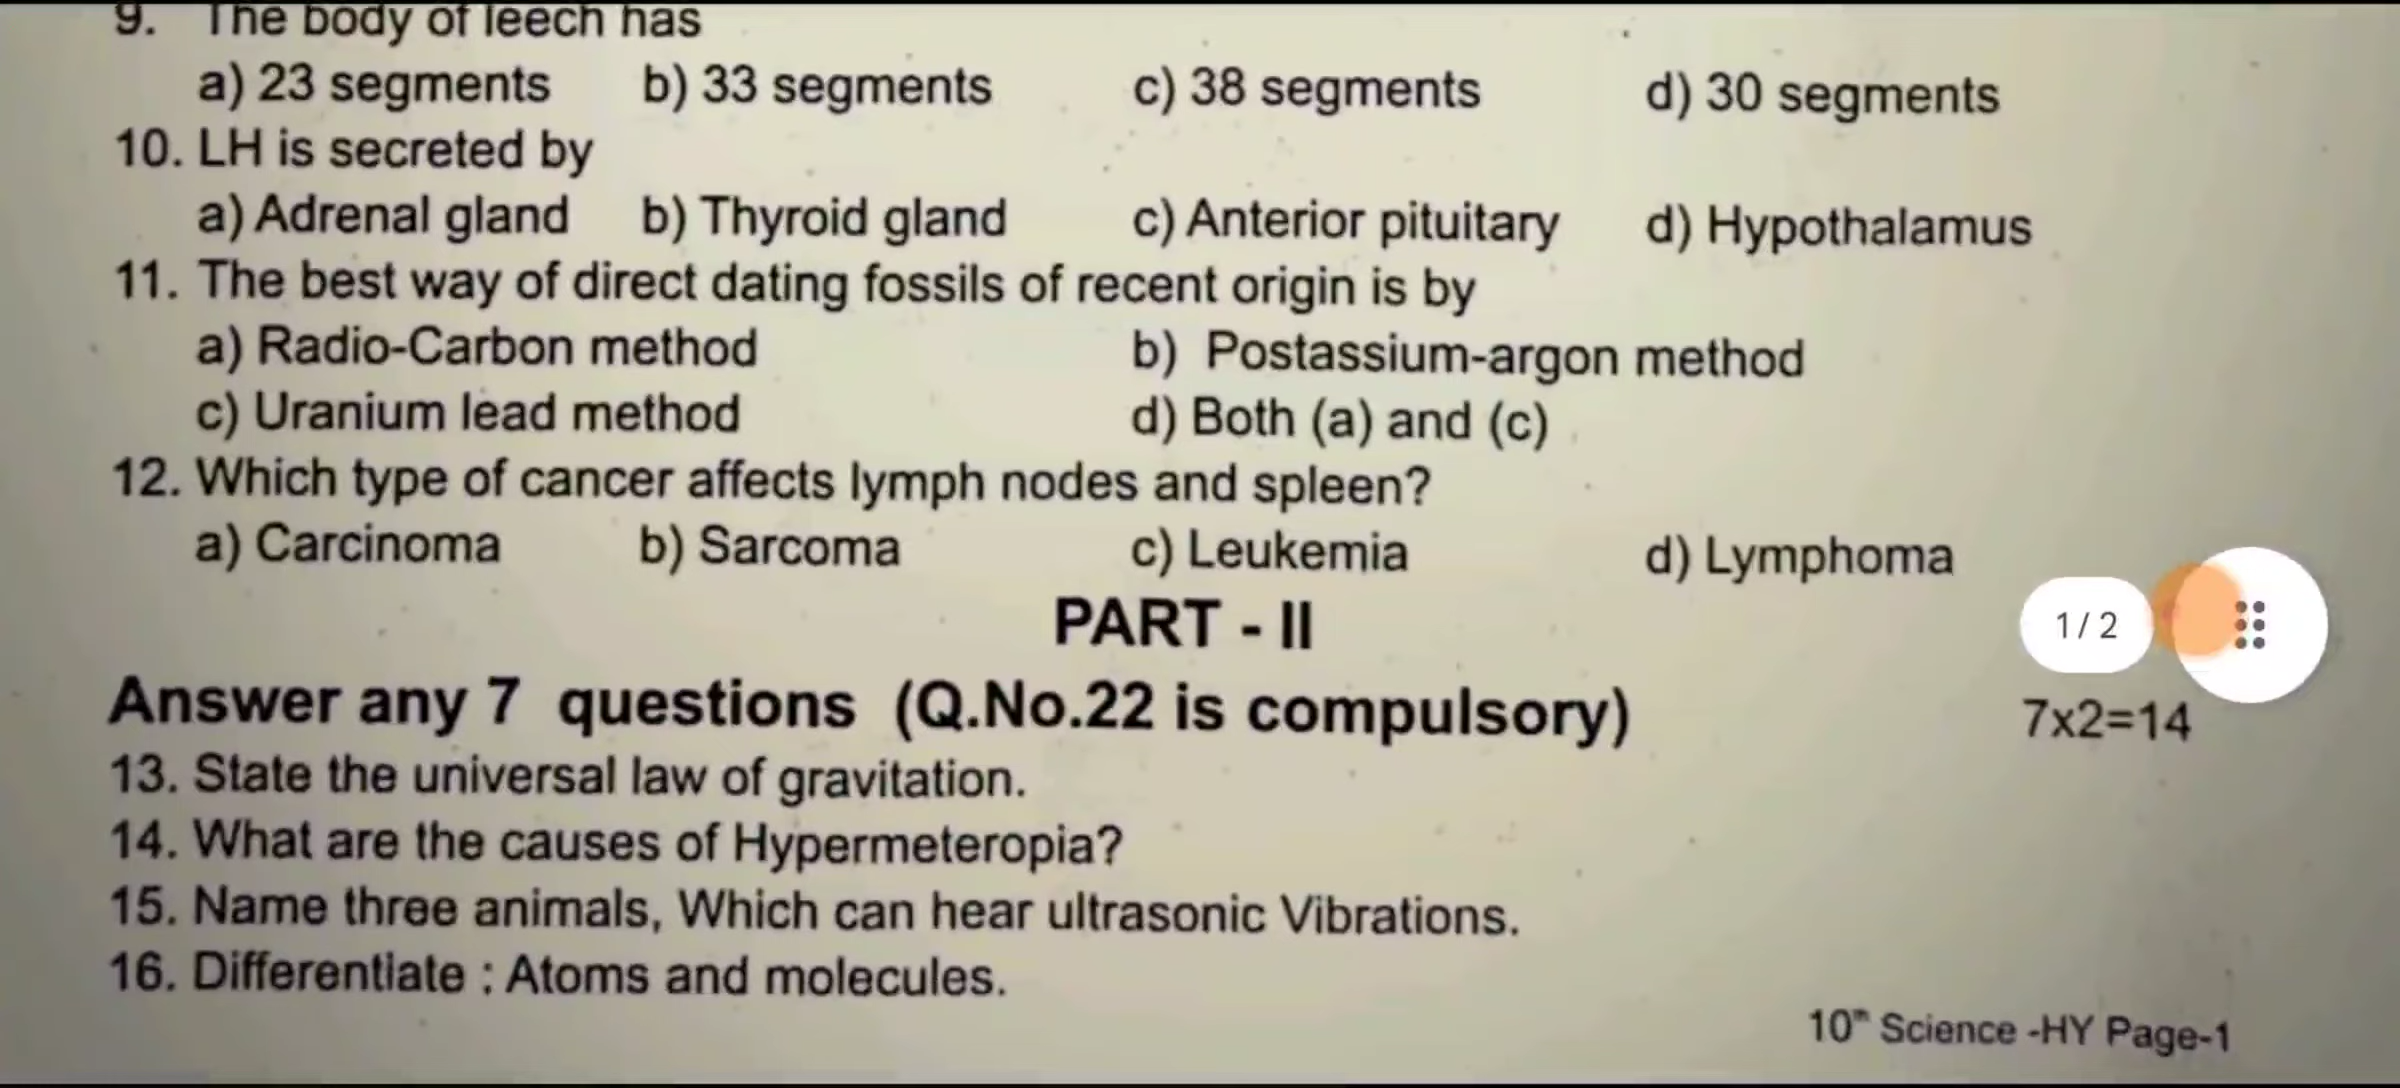 9. The body of leech has
a) 23 segments b) 33 segments c) 38 segments d) 30 segments
10. LH is secreted by
a) Adrenal gland b) Thyroid gland c) Anterior pituitary d) Hypothalamus
11. The best way of direct dating fossils of recent origin is by
a) Radio-Carbon method b) Postassium-argon method
c) Uranium lead method d) Both (a) and (c)
12. Which type of cancer affects lymph nodes and spleen?
a) Carcinoma b) Sarcoma c) Leukemia d) Lymphoma
PART - II
1 / 2
Answer any 7 questions (Q.No.22 is compulsory) 7x2=14
13. State the universal law of gravitation.
14. What are the causes of Hypermeteropia?
15. Name three animals, Which can hear ultrasonic Vibrations.
16. Differentiate : Atoms and molecules.
10th Science -HY Page-1